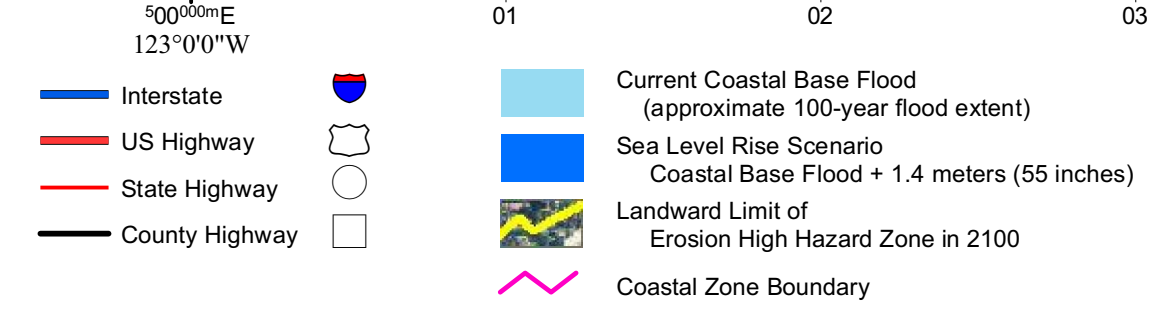 500000mE 01 02 03
123°0'0"W
Interstate
US Highway
State Highway
County Highway
Current Coastal Base Flood
(approximate 100-year flood extent)
Sea Level Rise Scenario
Coastal Base Flood + 1.4 meters (55 inches)
Landward Limit of
Erosion High Hazard Zone in 2100
Coastal Zone Boundary